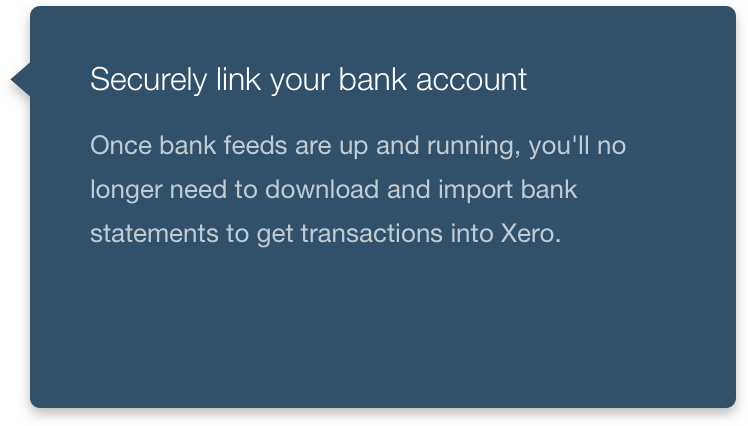 Securely link your bank account
Once bank feeds are up and running, you'll no
longer need to download and import bank
statements to get transactions into Xero.